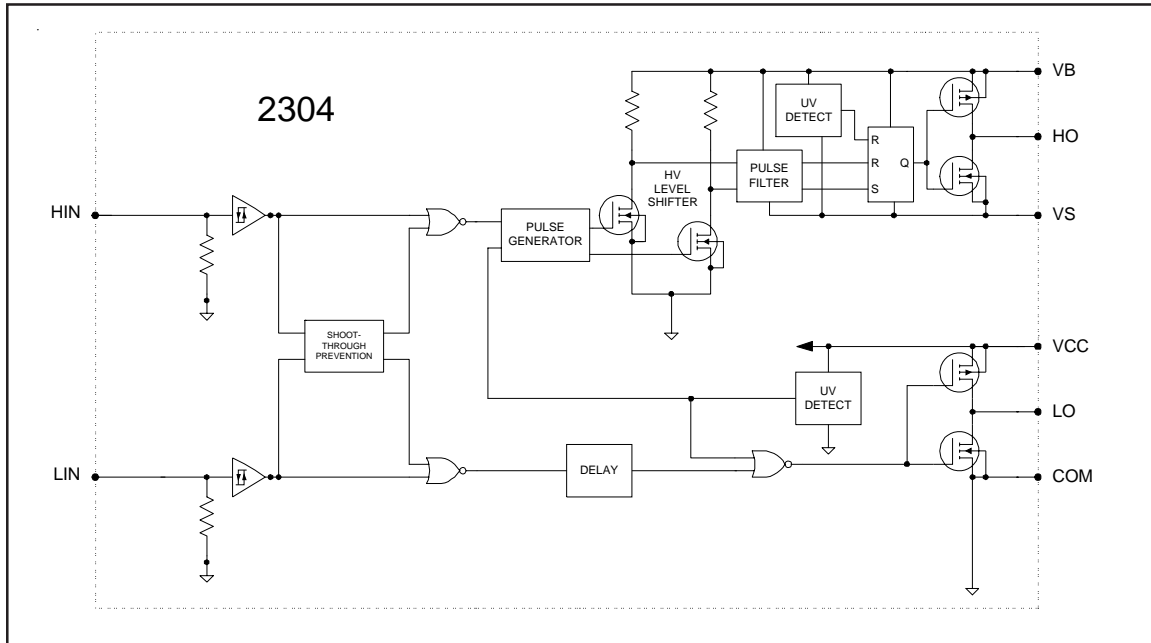 2304
VB
UV
DETECT
R
HO
R
Q
PULSE
FILTER
S
HV
LEVEL
SHIFTER
HIN
VS
PULSE
GENERATOR
SHOOT-
THROUGH
PREVENTION
VCC
UV
DETECT
LO
LIN
DELAY
COM